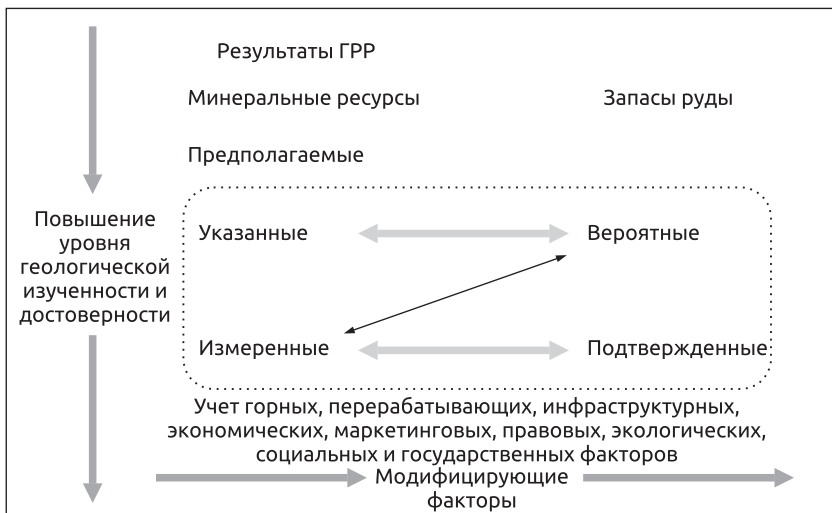 Результаты ГРР
Минеральные ресурсы
Запасы руды
Предполагаемые
Повышение
уровня
геологической
изученности и
достоверности
Указанные
Вероятные
Измеренные
Подтвержденные
Учет горных, перерабатывающих, инфраструктурных,
экономических, маркетинговых, правовых, экологических,
социальных и государственных факторов
Модифицирующие
факторы